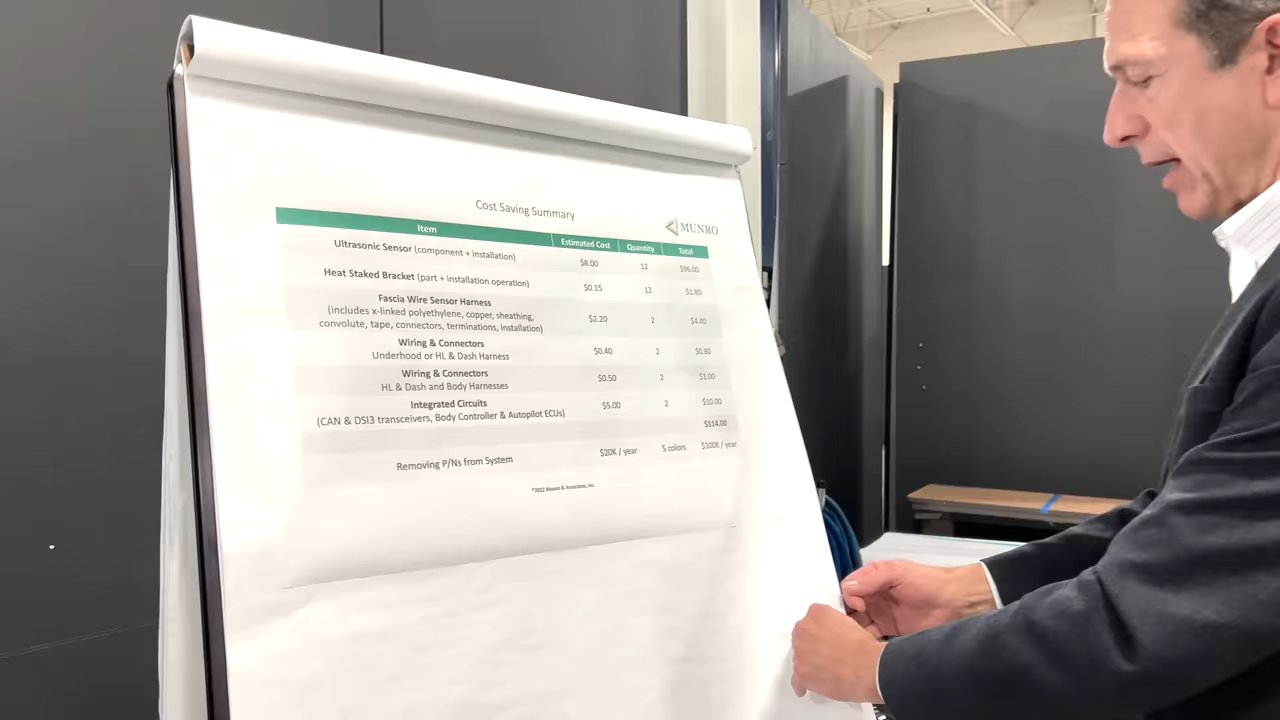 Cost Saving Summary
MUNRO
Item Estimated Cost Quantity Total
Ultrasonic Sensor (component + installation) $8.00 12 $96.00
Heat Staked Bracket (part + installation operation) $0.15 12 $1.80
Fascia Wire Sensor Harness
(includes x-linked polyethylene, copper, sheathing, $2.20 2 $4.40
convolute, tape, connectors, terminations, installation)
Wiring & Connectors
Underhood or HL & Dash Harness $0.40 2 $0.80
Wiring & Connectors
HL & Dash and Body Harnesses $0.50 2 $1.00
Integrated Circuits
(CAN & DSI3 transceivers, Body Controller & Autopilot ECUs) $5.00 2 $10.00
$114.00
Removing P/Ns from System $20K / year 5 colors $100K / year
©2022 Munro & Associates, Inc.